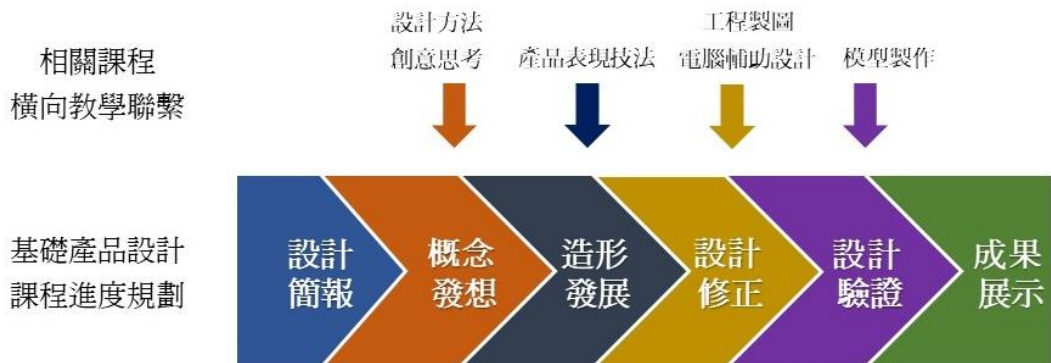 相關課程
橫向教學聯繫
設計方法
創意思考
產品表現技法
工程製圖
電腦輔助設計
模型製作
基礎產品設計
課程進度規劃
設計
簡報
概念
發想
造形
發展
設計
修正
設計
驗證
成果
展示